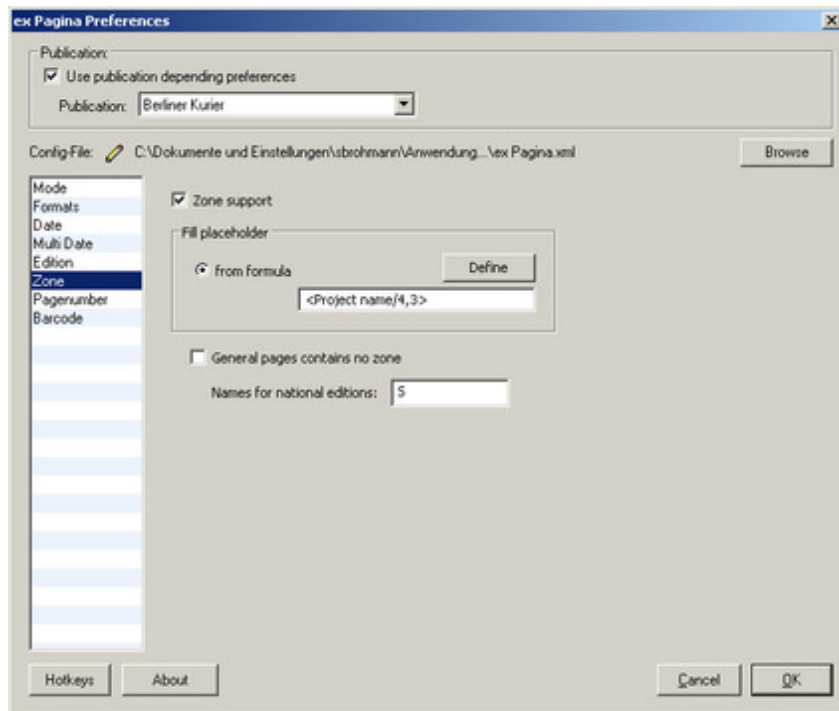 ex Pagina Preferences
Publication:
Use publication depending preferences
Publication: Berliner Kurier
Config-File: C:\Dokumente und Einstellungen\sbrohmann\Anwendung...\ex Pagina.xml Browse
Mode
Formats
Date
Multi Date
Edition
Zone
Pagenumber
Barcode
Zone support
Fill placeholder
from formula Define
<Project name/4,3>
General pages contains no zone
Names for national editions: S
Hotkeys About Cancel OK